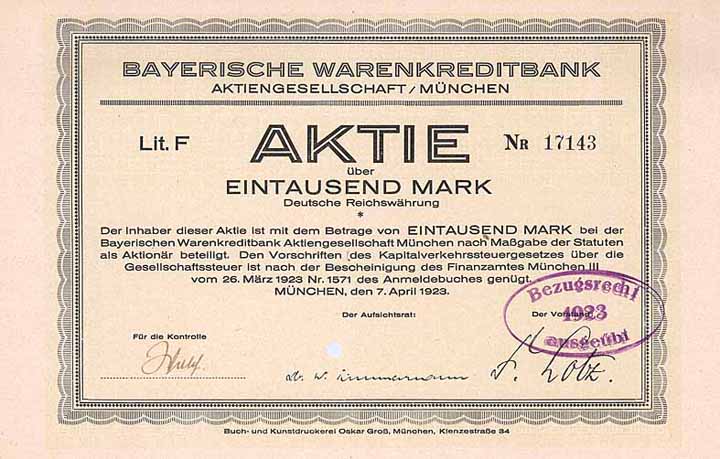 BAYERISCHE WARENKREDITBANK
AKTIENGESELLSCHAFT / MÜNCHEN
Lit. F AKTIE NR 17143
über
EINTAUSEND MARK
Deutsche Reichswährung
*
Der Inhaber dieser Aktie ist mit dem Betrage von EINTAUSEND MARK bei der
Bayerischen Warenkreditbank Aktiengesellschaft München nach Maßgabe der Statuten
als Aktionär beteiligt. Den Vorschriften des Kapitalverkehrssteuergesetzes über die
Gesellschaftssteuer ist nach der Bescheinigung des Finanzamtes München III
vom 26. März 1923 Nr. 1571 des Anmeldebuches genügt.
MÜNCHEN, den 7. April 1923.
Der Aufsichtsrat: Der Vorstand:
Bezugsrecht
1923
ausgeübt
Für die Kontrolle
Buch- und Kunstdruckerei Oskar Groß, München, Klenzestraße 34